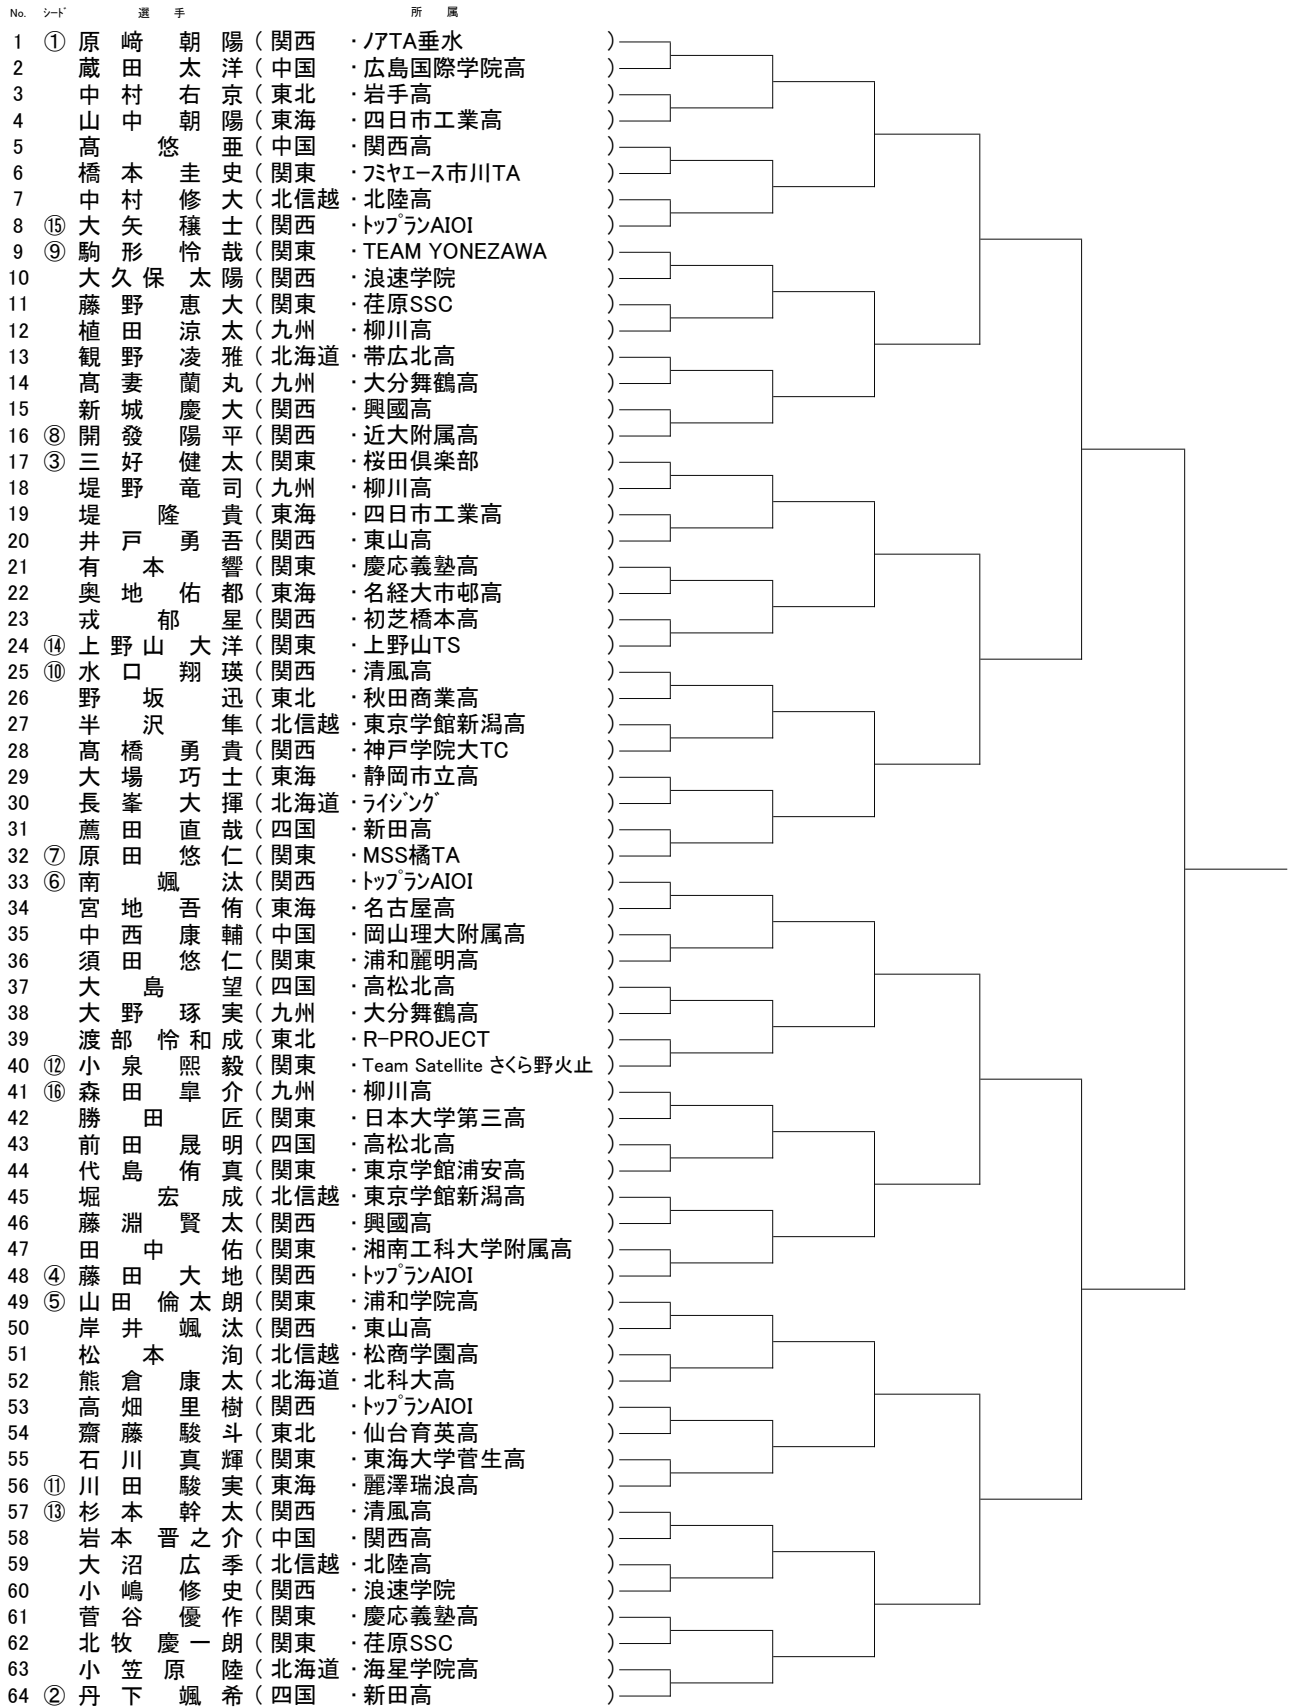 No. ｼｰﾄﾞ 選 手 所 属
1 ① 原 﨑 朝 陽 ( 関西 ・ﾉｱTA垂水 )
2 蔵 田 太 洋 ( 中国 ・広島国際学院高 )
3 中 村 右 京 ( 東北 ・岩手高 )
4 山 中 朝 陽 ( 東海 ・四日市工業高 )
5 髙 悠 亜 ( 中国 ・関西高 )
6 橋 本 圭 史 ( 関東 ・ﾌﾐﾔｴｰｽ市川TA )
7 中 村 修 大 ( 北信越 ・北陸高 )
8 ⑮ 大 矢 穣 士 ( 関西 ・ﾄｯﾌﾟﾗﾝAIOI )
9 ⑨ 駒 形 怜 哉 ( 関東 ・TEAM YONEZAWA )
10 大 久 保 太 陽 ( 関西 ・浪速学院 )
11 藤 野 恵 大 ( 関東 ・荏原SSC )
12 植 田 涼 太 ( 九州 ・柳川高 )
13 観 野 凌 雅 ( 北海道 ・帯広北高 )
14 髙 妻 蘭 丸 ( 九州 ・大分舞鶴高 )
15 新 城 慶 大 ( 関西 ・興國高 )
16 ⑧ 開 發 陽 平 ( 関西 ・近大附属高 )
17 ③ 三 好 健 太 ( 関東 ・桜田倶楽部 )
18 堤 野 竜 司 ( 九州 ・柳川高 )
19 堤 隆 貴 ( 東海 ・四日市工業高 )
20 井 戸 勇 吾 ( 関西 ・東山高 )
21 有 本 響 ( 関東 ・慶応義塾高 )
22 奥 地 佑 都 ( 東海 ・名経大市邨高 )
23 戎 郁 星 ( 関西 ・初芝橋本高 )
24 ⑭ 上 野 山 大 洋 ( 関東 ・上野山TS )
25 ⑩ 水 口 翔 瑛 ( 関西 ・清風高 )
26 野 坂 迅 ( 東北 ・秋田商業高 )
27 半 沢 隼 ( 北信越 ・東京学館新潟高 )
28 髙 橋 勇 貴 ( 関西 ・神戸学院大TC )
29 大 場 巧 士 ( 東海 ・静岡市立高 )
30 長 峯 大 揮 ( 北海道 ・ﾗｲｼﾞﾝｸﾞ )
31 薦 田 直 哉 ( 四国 ・新田高 )
32 ⑦ 原 田 悠 仁 ( 関東 ・MSS橘TA )
33 ⑥ 南 颯 汰 ( 関西 ・ﾄｯﾌﾟﾗﾝAIOI )
34 宮 地 吾 侑 ( 東海 ・名古屋高 )
35 中 西 康 輔 ( 中国 ・岡山理大附属高 )
36 須 田 悠 仁 ( 関東 ・浦和麗明高 )
37 大 島 望 ( 四国 ・高松北高 )
38 大 野 琢 実 ( 九州 ・大分舞鶴高 )
39 渡 部 怜 和 成 ( 東北 ・R-PROJECT )
40 ⑫ 小 泉 熙 毅 ( 関東 ・Team Satellite さくら野火止 )
41 ⑯ 森 田 皐 介 ( 九州 ・柳川高 )
42 勝 田 匠 ( 関東 ・日本大学第三高 )
43 前 田 晟 明 ( 四国 ・高松北高 )
44 代 島 侑 真 ( 関東 ・東京学館浦安高 )
45 堀 宏 成 ( 北信越 ・東京学館新潟高 )
46 藤 淵 賢 太 ( 関西 ・興國高 )
47 田 中 佑 ( 関東 ・湘南工科大学附属高 )
48 ④ 藤 田 大 地 ( 関西 ・ﾄｯﾌﾟﾗﾝAIOI )
49 ⑤ 山 田 倫 太 朗 ( 関東 ・浦和学院高 )
50 岸 井 颯 汰 ( 関西 ・東山高 )
51 松 本 洵 ( 北信越 ・松商学園高 )
52 熊 倉 康 太 ( 北海道 ・北科大高 )
53 高 畑 里 樹 ( 関西 ・ﾄｯﾌﾟﾗﾝAIOI )
54 齋 藤 駿 斗 ( 東北 ・仙台育英高 )
55 石 川 真 輝 ( 関東 ・東海大学菅生高 )
56 ⑪ 川 田 駿 実 ( 東海 ・麗澤瑞浪高 )
57 ⑬ 杉 本 幹 太 ( 関西 ・清風高 )
58 岩 本 晋 之 介 ( 中国 ・関西高 )
59 大 沼 広 季 ( 北信越 ・北陸高 )
60 小 嶋 修 史 ( 関西 ・浪速学院 )
61 菅 谷 優 作 ( 関東 ・慶応義塾高 )
62 北 牧 慶 一 朗 ( 関東 ・荏原SSC )
63 小 笠 原 陸 ( 北海道 ・海星学院高 )
64 ② 丹 下 颯 希 ( 四国 ・新田高 )